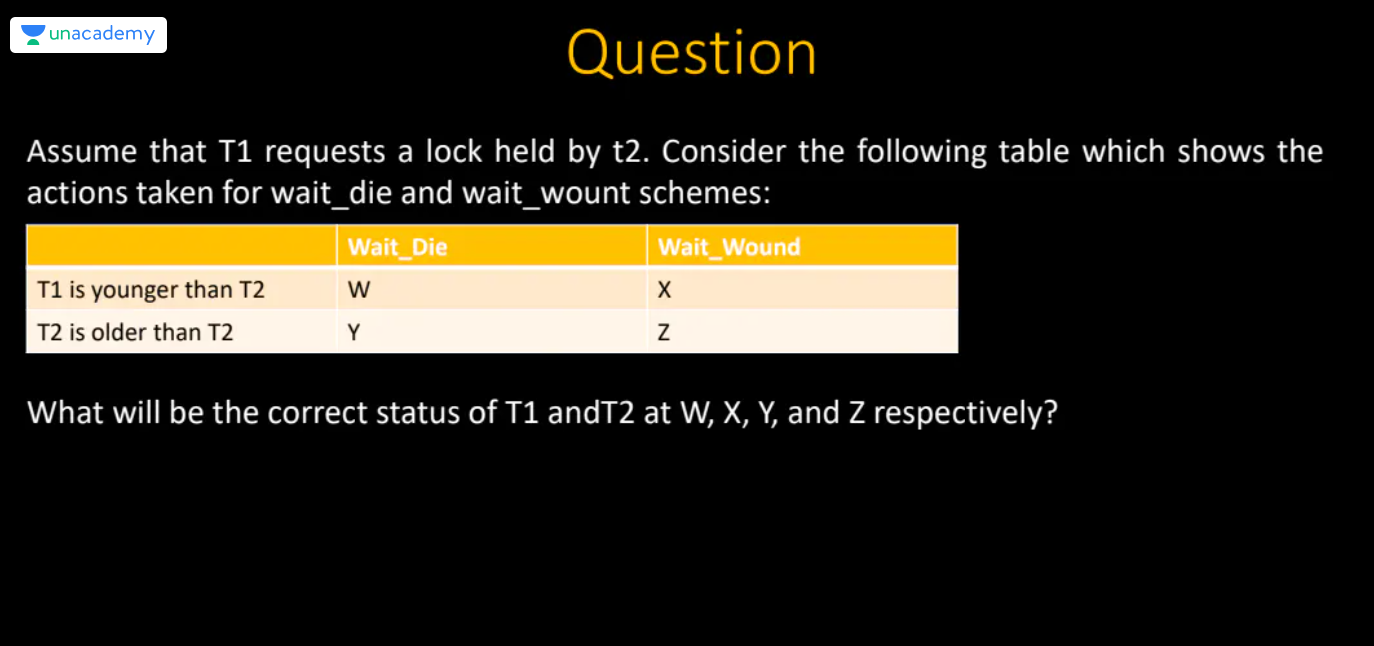 unacademy
Question
Assume that T1 requests a lock held by t2. Consider the following table which shows the
actions taken for wait_die and wait_wount schemes:
Wait_Die Wait_Wound
T1 is younger than T2 W X
T2 is older than T2 Y Z
What will be the correct status of T1 andT2 at W, X, Y, and Z respectively?